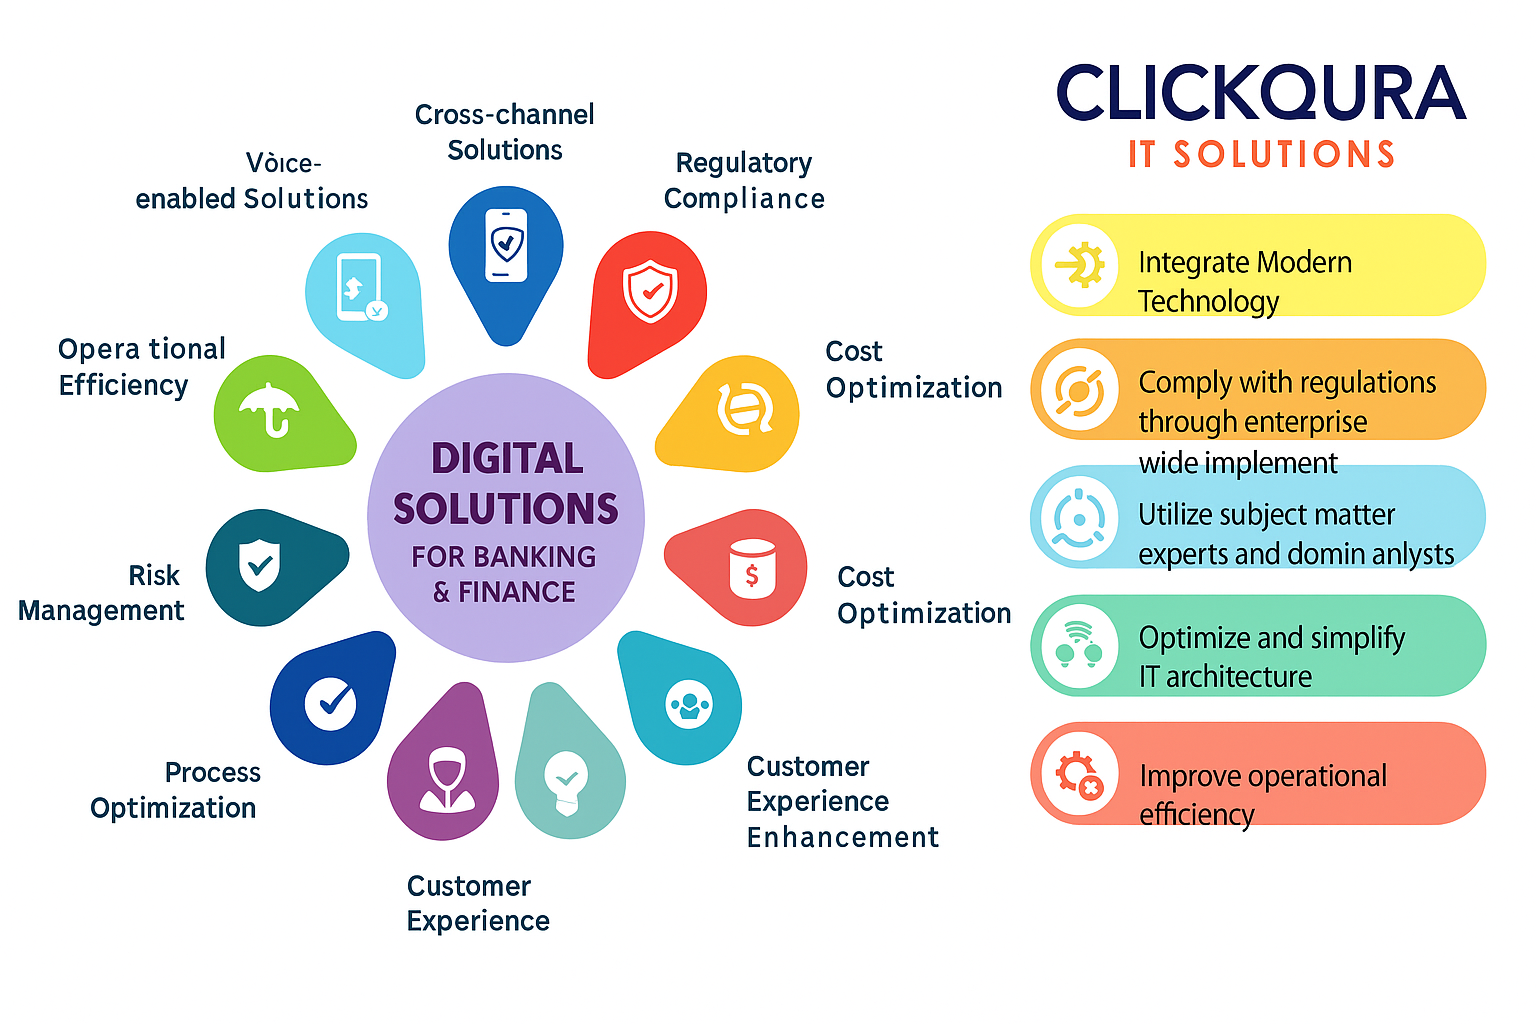 Cross-channel
Solutions
Vòıce-
enabled Solutions
Regulatory
Compliance
Opera tional
Efficiency
Cost
Optimization
DIGITAL
SOLUTIONS
FOR BANKING
& FINANCE
Risk
Management
$
Cost
Optimization
Process
Optimization
Customer
Experience
Enhancement
Customer
Experience
CLICKQURA
IT SOLUTIONS
Integrate Modern
Technology
Comply with regulations
through enterprise
wide implement
Utilize subject matter
experts and domin anlysts
Optimize and simplify
IT architecture
Improve operational
efficiency